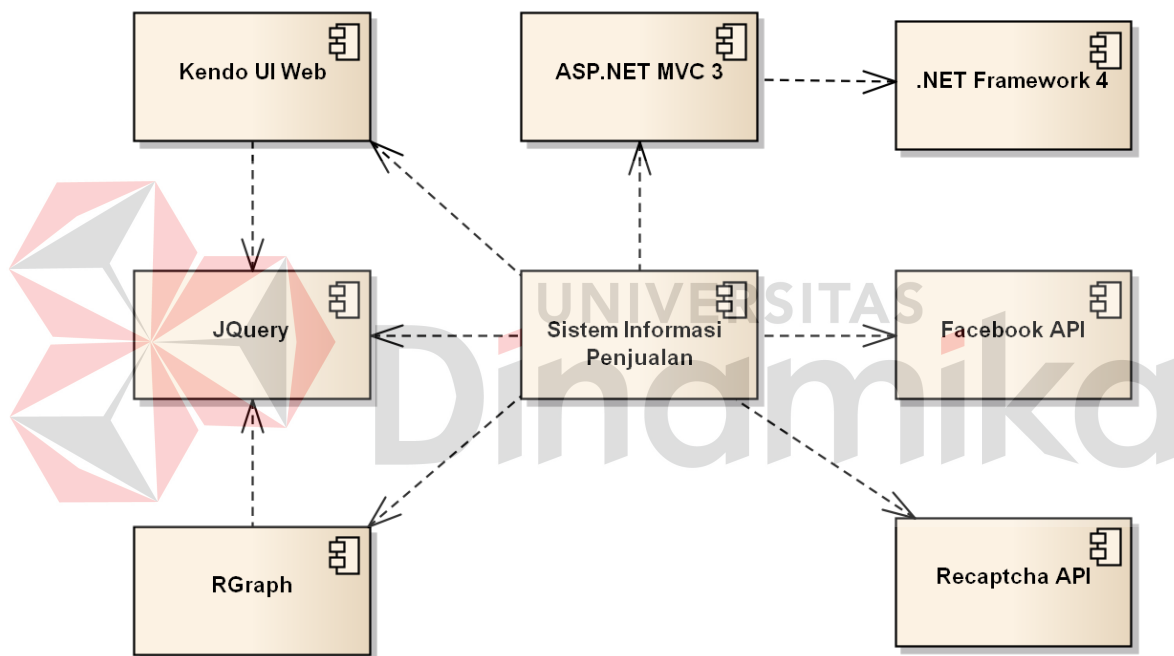 Kendo UI Web
ASP.NET MVC 3
.NET Framework 4
JQuery
Sistem Informasi
Penjualan
Facebook API
UNIVERSITAS
Dinamika
RGraph
Recaptcha API